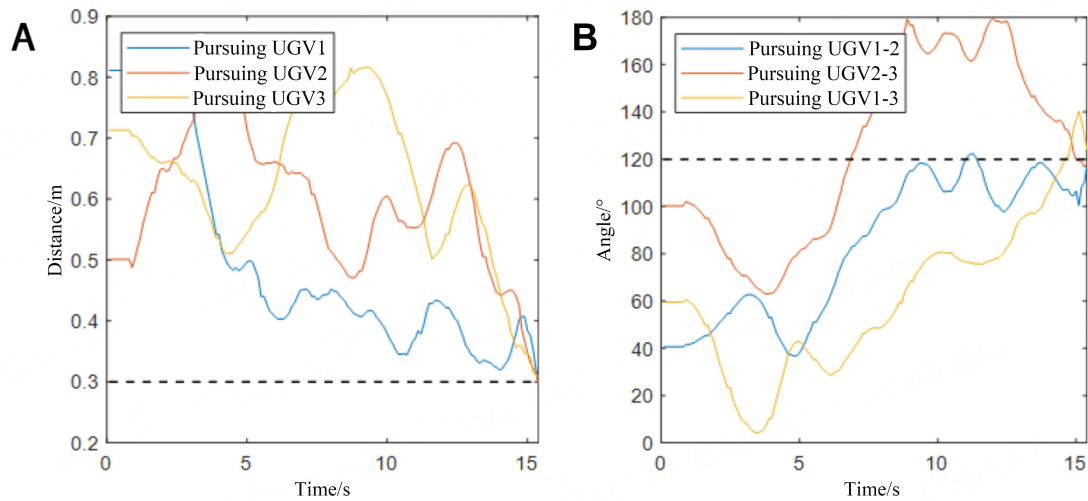 A
0.9
0.8
0.7
0.6
0.5
0.4
0.3
0.2
Distance/m
Pursuing UGV1
Pursuing UGV2
Pursuing UGV3
0
5
10
15
Time/s
B
180
160
140
120
100
80
60
40
20
0
Angle/°
Pursuing UGV1-2
Pursuing UGV2-3
Pursuing UGV1-3
0
5
10
15
Time/s